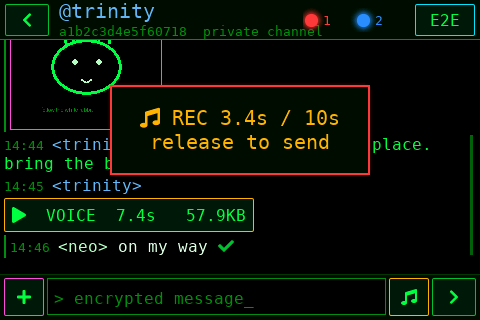 @trinity
a1b2c3d4e5f60718 private channel
1
2
E2E
REC 3.4s / 10s
release to send
14:44 <trini place.
bring the b
14:45 <trinity>
VOICE 7.4s 57.9KB
14:46 <neo> on my way
> encrypted message_